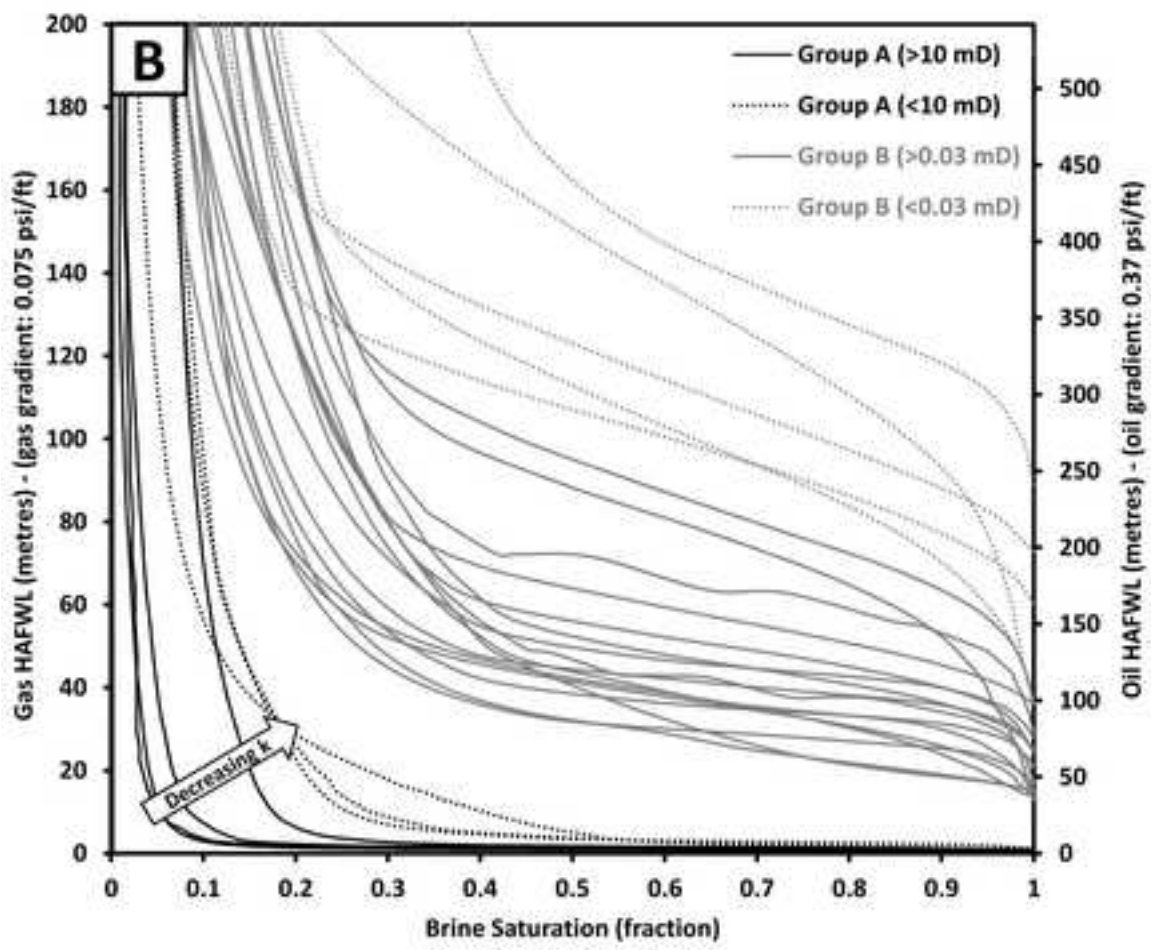 B
Group A (>10 mD)
Group A (<10 mD)
Group B (>0.03 mD)
Group B (<0.03 mD)
Decreasing k
Gas HAFWL (metres) - (gas gradient: 0.075 psi/ft)
200
180
160
140
120
100
80
60
40
20
0
Oil HAFWL (metres) - (oil gradient: 0.37 psi/ft)
500
450
400
350
300
250
200
150
100
50
0
0 0.1 0.2 0.3 0.4 0.5 0.6 0.7 0.8 0.9 1
Brine Saturation (fraction)